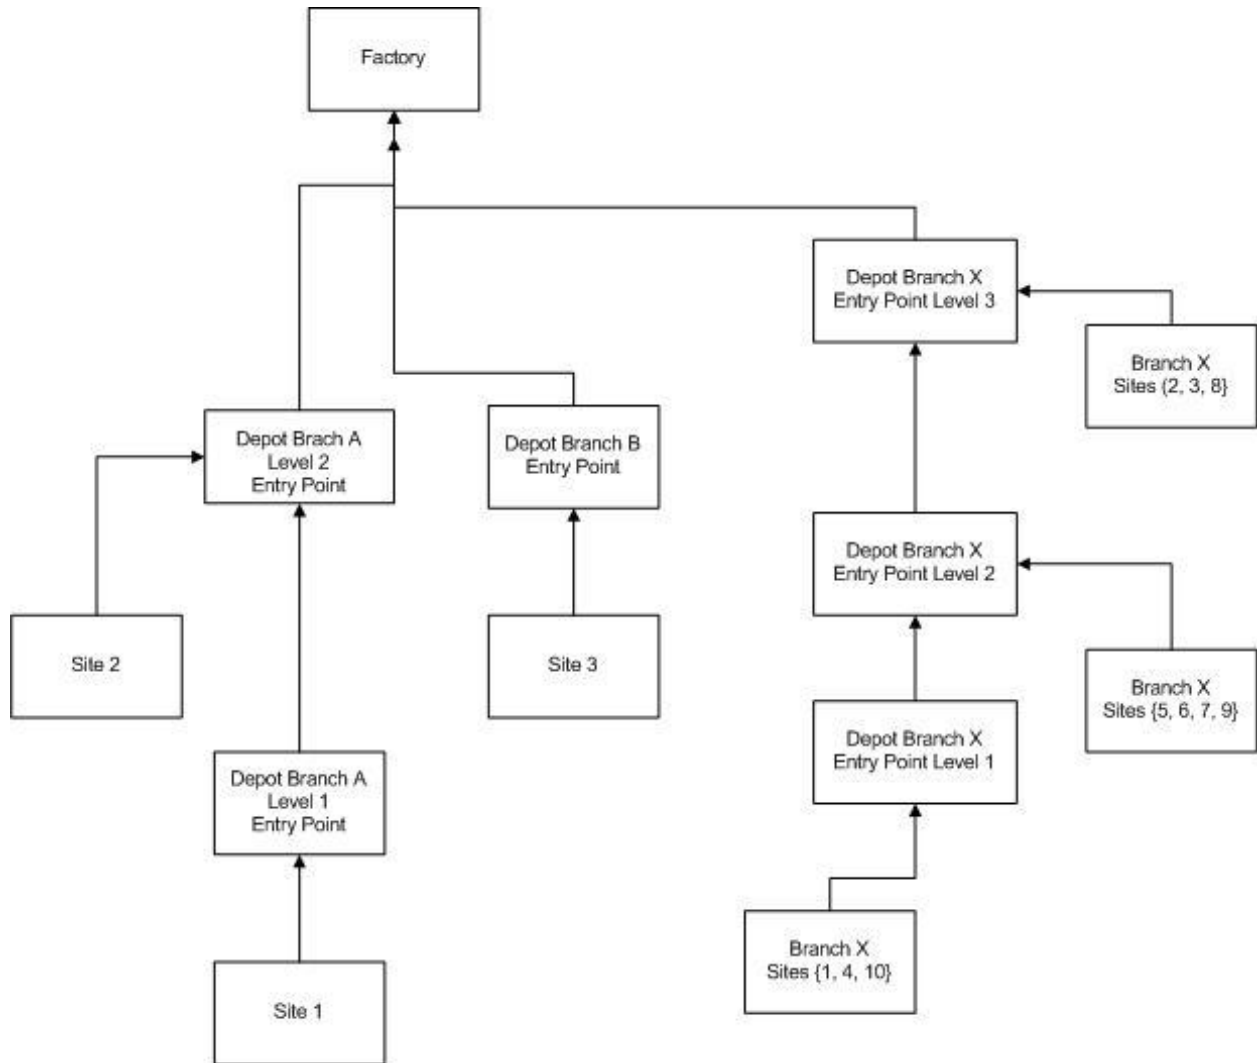 Factory
Depot Branch X
Entry Point Level 3
Branch X
Sites {2, 3, 8}
Depot Brach A
Level 2
Entry Point
Depot Branch B
Entry Point
Depot Branch X
Entry Point Level 2
Site 2
Site 3
Branch X
Sites {5, 6, 7, 9}
Depot Branch X
Entry Point Level 1
Depot Branch A
Level 1
Entry Point
Branch X
Sites {1, 4, 10}
Site 1